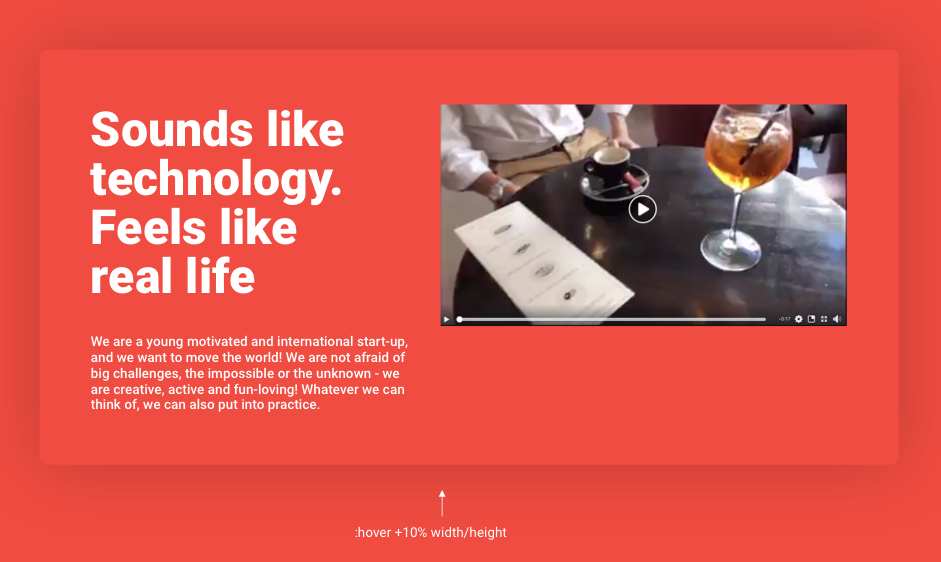 Sounds like
technology.
Feels like
real life
We are a young motivated and international start-up,
and we want to move the world! We are not afraid of
big challenges, the impossible or the unknown - we
are creative, active and fun-loving! Whatever we can
think of, we can also put into practice.
-0:17
:hover +10% width/height